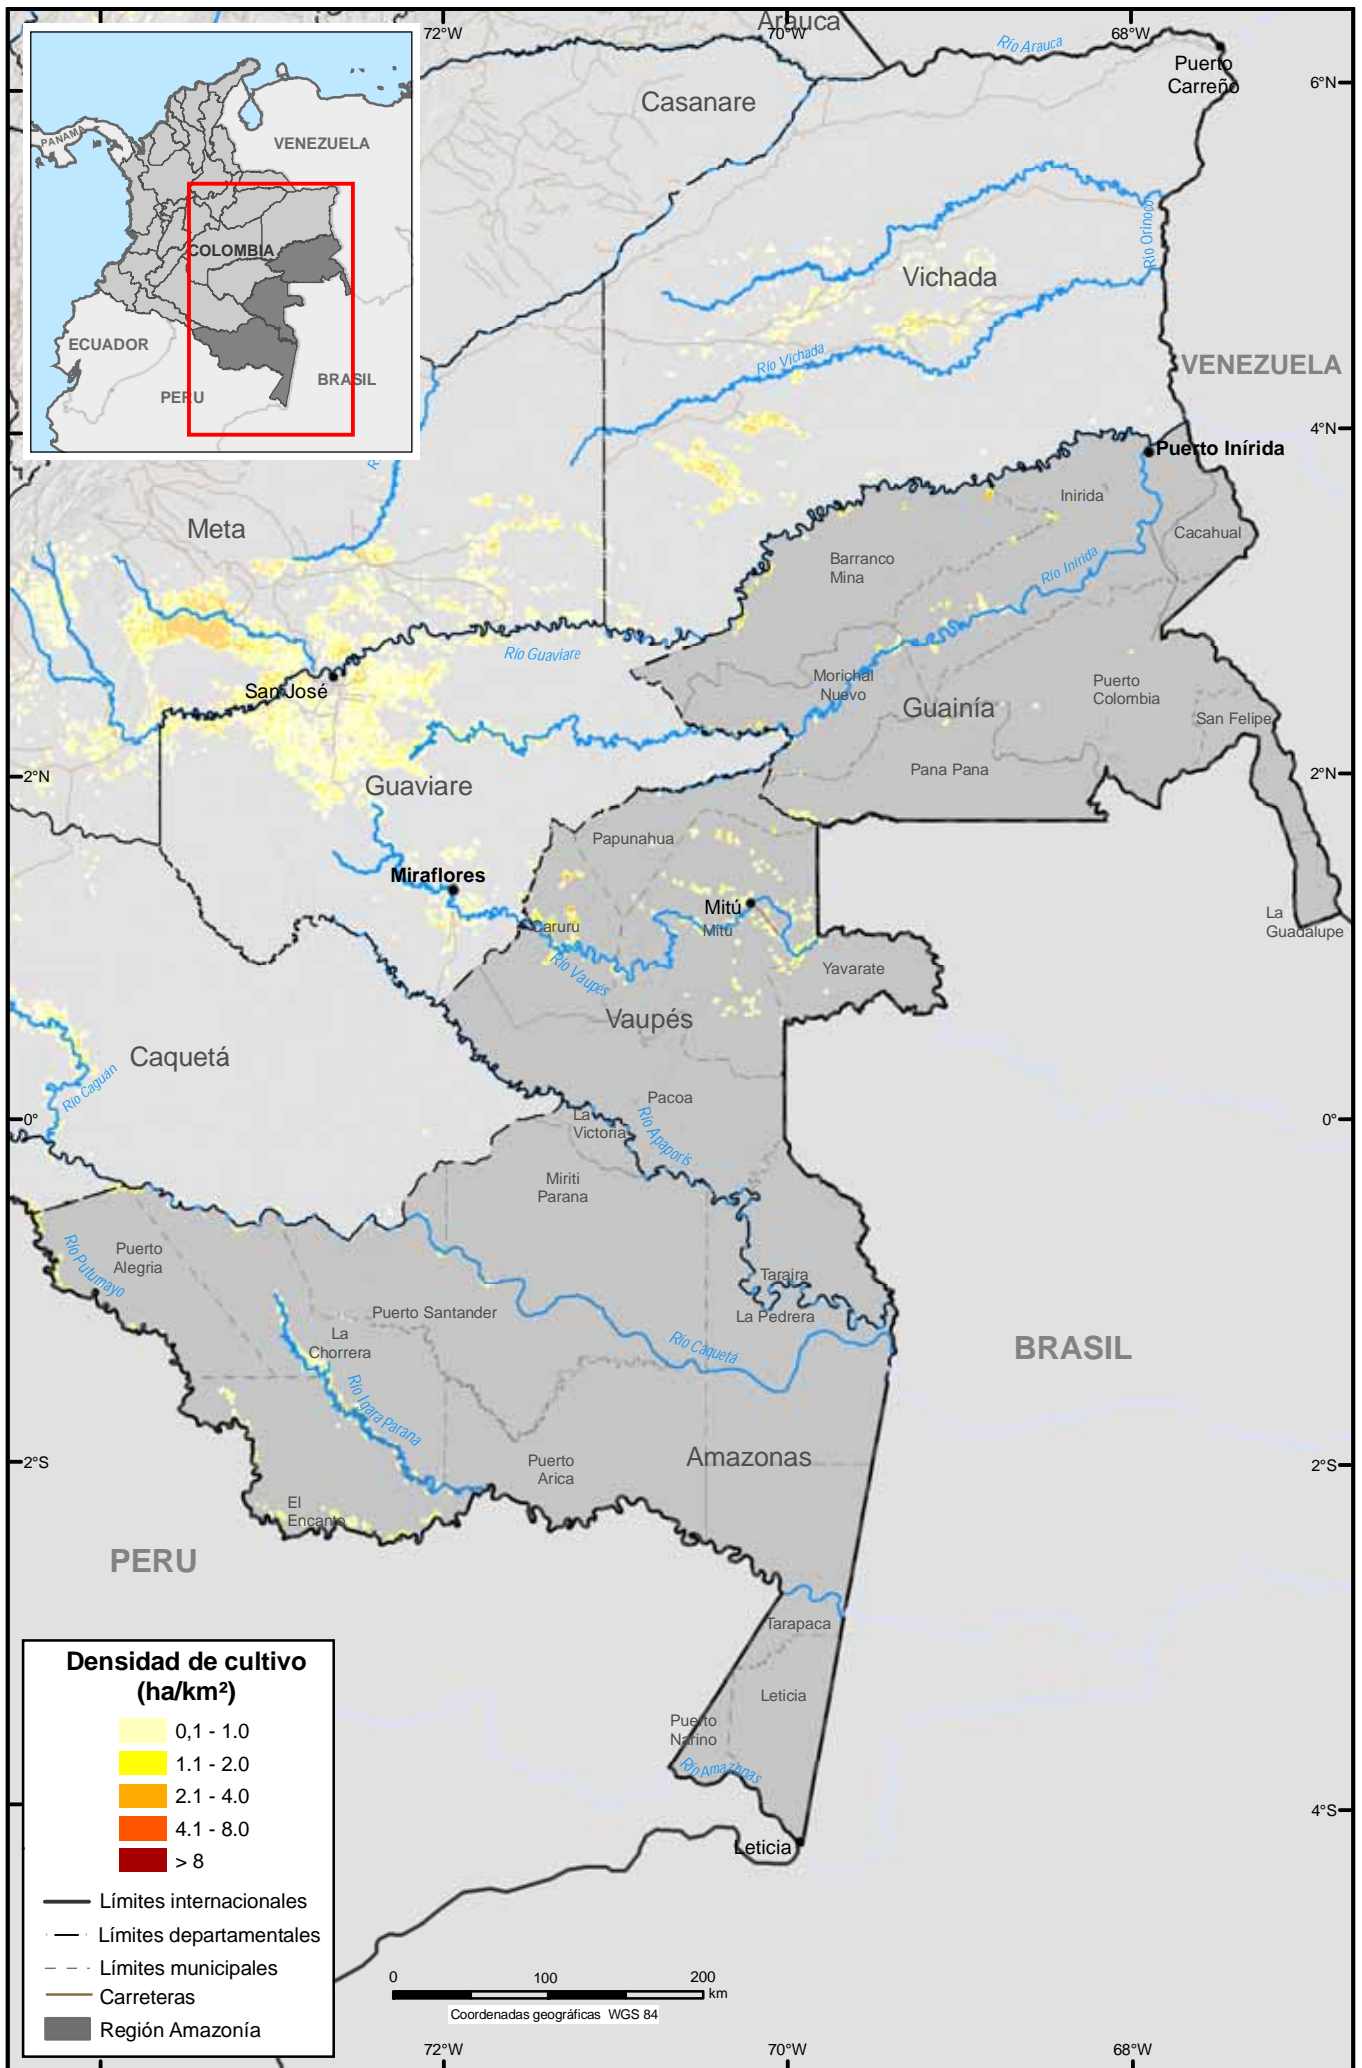 72°W
70°W
68°W
Arauca
Río Arauca
Puerto
Carreño
6°N
Casanare
PANAMA
VENEZUELA
COLOMBIA
ECUADOR
PERU
BRASIL
Río Orinoco
Vichada
Río Vichada
VENEZUELA
4°N
Puerto Inírida
Inirida
Cacahual
Meta
Barranco
Mina
Río Inírida
Río Guaviare
San José
Morichal
Nuevo
Guainía
Puerto
Colombia
San Felipe
Pana Pana
2°N
2°N
Guaviare
Papunahua
Miraflores
Mitú
Mitú
Caruru
Río Vaupés
La
Guadalupe
Yavarate
Vaupés
Caquetá
Río Caguán
Pacoa
0°
0°
La
Victoria
Río Apaporis
Miriti
Parana
Puerto
Alegria
Río Putumayo
Taraira
La Pedrera
Puerto Santander
La
Chorrera
Río Caquetá
BRASIL
Río Igara Parana
Amazonas
Puerto
Arica
2°S
2°S
El
Encanto
PERU
Tarapaca
Leticia
Puerto
Narino
Río Amazonas
4°S
Leticia
Densidad de cultivo
(ha/km²)
0,1 - 1.0
1.1 - 2.0
2.1 - 4.0
4.1 - 8.0
> 8
Límites internacionales
Límites departamentales
Límites municipales
Carreteras
Región Amazonía
0 100 200
km
Coordenadas geográficas WGS 84
72°W
70°W
68°W